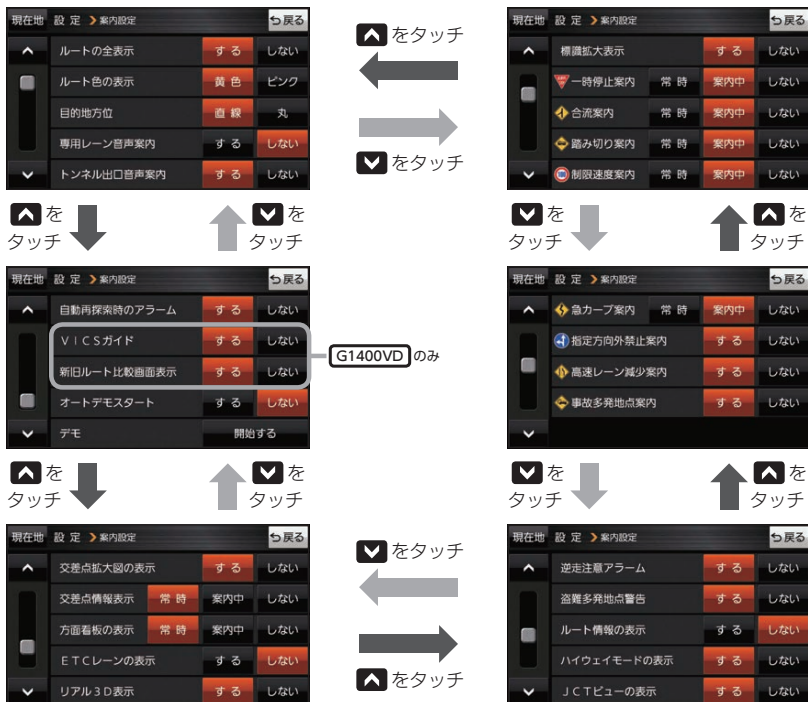 現在地 設 定 案内設定 戻る
ルートの全表示 す る しない
ルート色の表示 黄 色 ピンク
目的地方位 直 線 丸
専用レーン音声案内 す る しない
トンネル出口音声案内 す る しない
をタッチ
をタッチ
現在地 設 定 案内設定 戻る
標識拡大表示 す る しない
一時停止案内 常 時 案内中 しない
合流案内 常 時 案内中 しない
踏み切り案内 常 時 案内中 しない
制限速度案内 常 時 案内中 しない
を
タッチ
を
タッチ
を
タッチ
を
タッチ
現在地 設 定 案内設定 戻る
自動再探索時のアラーム す る しない
VICSガイド す る しない
新旧ルート比較画面表示 す る しない
オートデモスタート す る しない
デモ 開始する
G1400VD のみ
現在地 設 定 案内設定 戻る
急カーブ案内 常 時 案内中 しない
指定方向外禁止案内 す る しない
高速レーン減少案内 す る しない
事故多発地点案内 す る しない
を
タッチ
を
タッチ
を
タッチ
を
タッチ
現在地 設 定 案内設定 戻る
交差点拡大図の表示 す る しない
交差点情報表示 常 時 案内中 しない
方面看板の表示 常 時 案内中 しない
ETCレーンの表示 す る しない
リアル3D表示 す る しない
をタッチ
をタッチ
現在地 設 定 案内設定 戻る
逆走注意アラーム す る しない
盗難多発地点警告 す る しない
ルート情報の表示 す る しない
ハイウェイモードの表示 す る しない
JCTビューの表示 す る しない